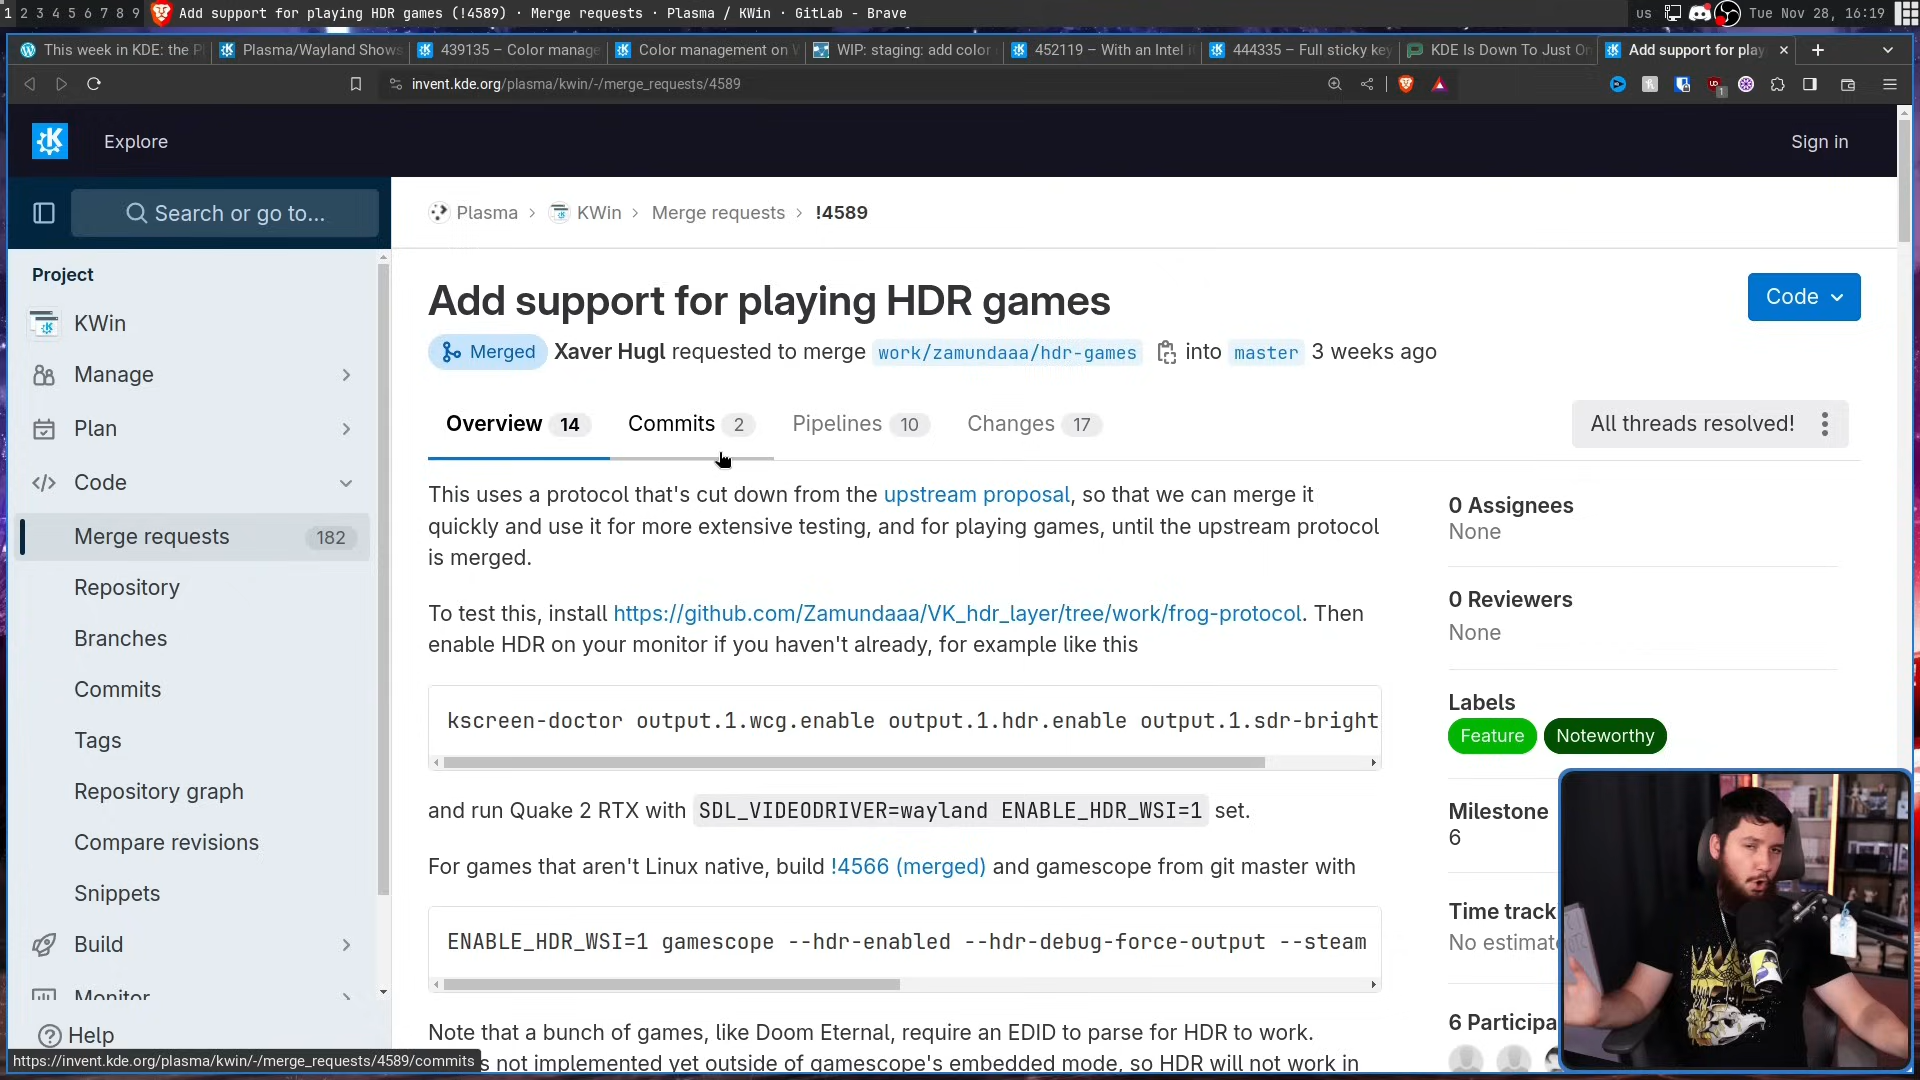 1 2 3 4 5 6 7 8 9 Add support for playing HDR games (!4589) · Merge requests · Plasma / KWin · GitLab - Brave us Tue Nov 28, 16:19
This week in KDE: the P Plasma/Wayland Shows 439135 – Color manage Color management on W WIP: staging: add color 452119 – With an Intel i 444335 – Full sticky key KDE Is Down To Just On Add support for play
invent.kde.org/plasma/kwin/-/merge_requests/4589
Explore
Sign in
Search or go to...
Plasma > KWin > Merge requests > !4589
Project
KWin
Manage
Plan
Code
Merge requests 182
Repository
Branches
Commits
Tags
Repository graph
Compare revisions
Snippets
Build
Monitor
Help
Add support for playing HDR games
Code
Merged Xaver Hugl requested to merge work/zamundaaa/hdr-games into master 3 weeks ago
Overview 14 Commits 2 Pipelines 10 Changes 17
All threads resolved!
This uses a protocol that's cut down from the upstream proposal, so that we can merge it
quickly and use it for more extensive testing, and for playing games, until the upstream protocol
is merged.
To test this, install https://github.com/Zamundaaa/VK_hdr_layer/tree/work/frog-protocol. Then
enable HDR on your monitor if you haven't already, for example like this
kscreen-doctor output.1.wcg.enable output.1.hdr.enable output.1.sdr-bright
and run Quake 2 RTX with SDL_VIDEODRIVER=wayland ENABLE_HDR_WSI=1 set.
For games that aren't Linux native, build !4566 (merged) and gamescope from git master with
ENABLE_HDR_WSI=1 gamescope --hdr-enabled --hdr-debug-force-output --steam
Note that a bunch of games, like Doom Eternal, require an EDID to parse for HDR to work.
s not implemented yet outside of gamescope's embedded mode, so HDR will not work in
0 Assignees
None
0 Reviewers
None
Labels
Feature Noteworthy
Milestone
6
Time track
No estimate
6 Participa
https://invent.kde.org/plasma/kwin/-/merge_requests/4589/commits